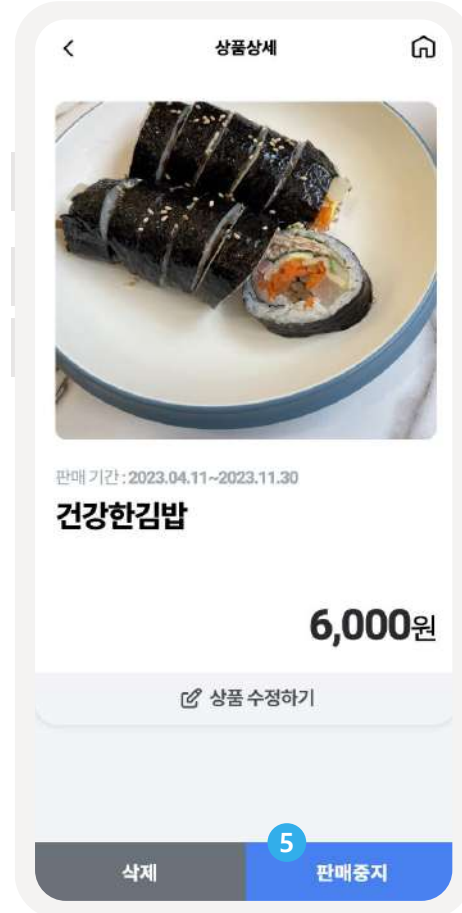 상품상세
판매 기간 : 2023.04.11~2023.11.30
건강한김밥
6,000원
상품 수정하기
5
삭제
판매중지